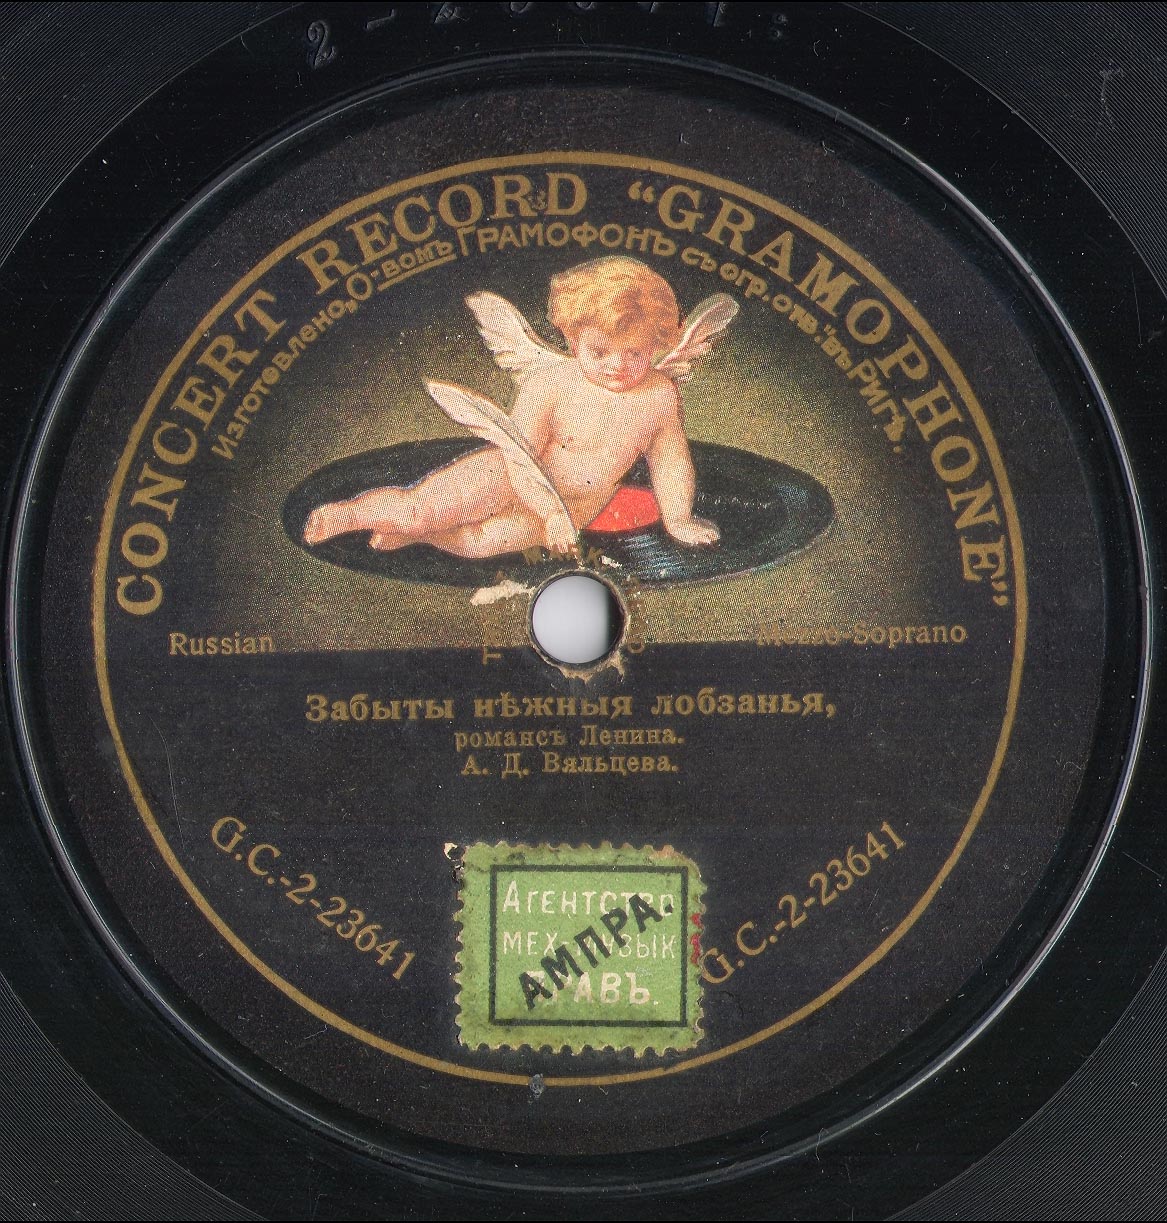 CONCERT RECORD “GRAMOPHONE”
Изготовлено „О-вомъ ГРАМОФОНЪ съ огр. отв.“ въ Ригѣ.
Russian
Mezzo-Soprano
Забыты нѣжныя лобзанья,
романсъ Ленина.
А. Д. Вяльцева.
G.C.-2-23641
G.C.-2-23641
АГЕНТСТВО
МЕХ. МУЗЫК
ПРАВЪ.
АМПРА.